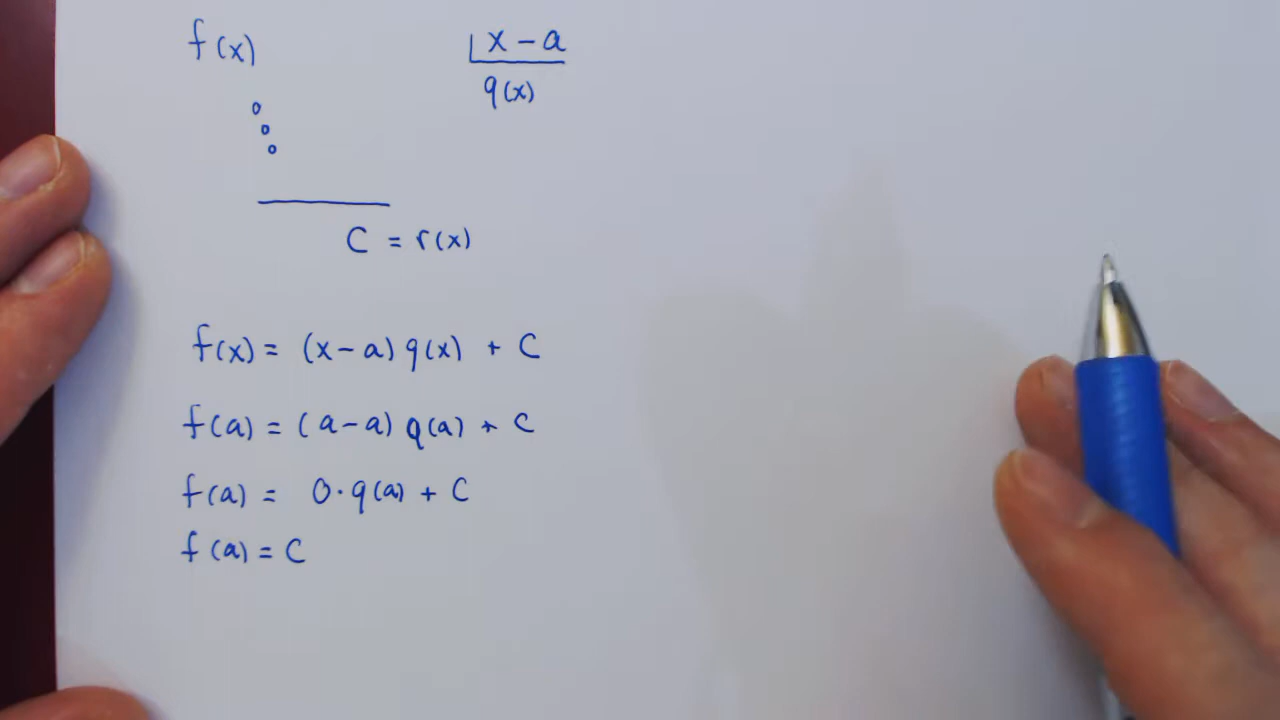 f(x) x - a
q(x)
C = r(x)
f(x) = (x-a) q(x) + C
f(a) = (a-a) q(a) + C
f(a) = 0·q(a) + C
f(a) = C